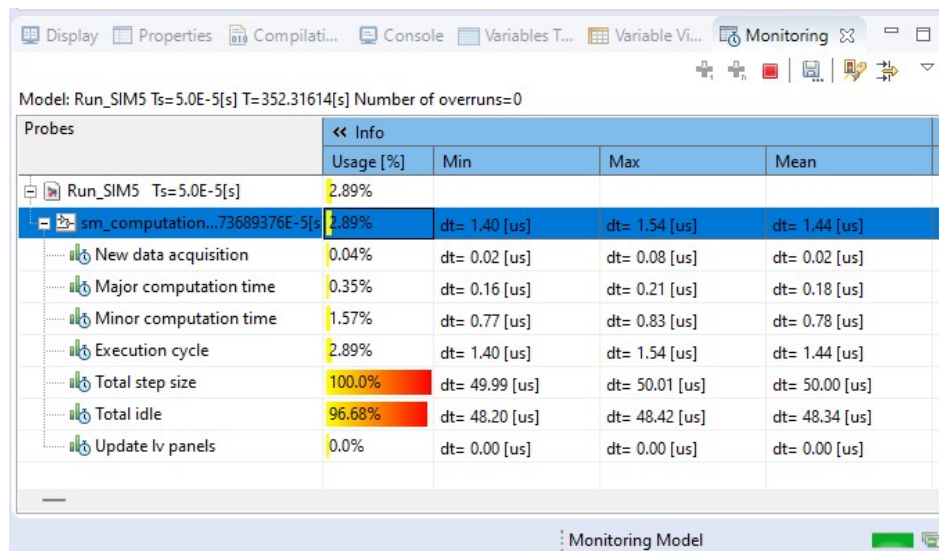 Display Properties Compilati... Console Variables T... Variable Vi... Monitoring
Model: Run_SIM5 Ts=5.0E-5[s] T=352.31614[s] Number of overruns=0
Probes << Info
Usage [%] Min Max Mean
Run_SIM5 Ts=5.0E-5[s] 2.89%
sm_computation...73689376E-5[s 2.89% dt= 1.40 [us] dt= 1.54 [us] dt= 1.44 [us]
New data acquisition 0.04% dt= 0.02 [us] dt= 0.08 [us] dt= 0.02 [us]
Major computation time 0.35% dt= 0.16 [us] dt= 0.21 [us] dt= 0.18 [us]
Minor computation time 1.57% dt= 0.77 [us] dt= 0.83 [us] dt= 0.78 [us]
Execution cycle 2.89% dt= 1.40 [us] dt= 1.54 [us] dt= 1.44 [us]
Total step size 100.0% dt= 49.99 [us] dt= 50.01 [us] dt= 50.00 [us]
Total idle 96.68% dt= 48.20 [us] dt= 48.42 [us] dt= 48.34 [us]
Update lv panels 0.0% dt= 0.00 [us] dt= 0.00 [us] dt= 0.00 [us]
Monitoring Model